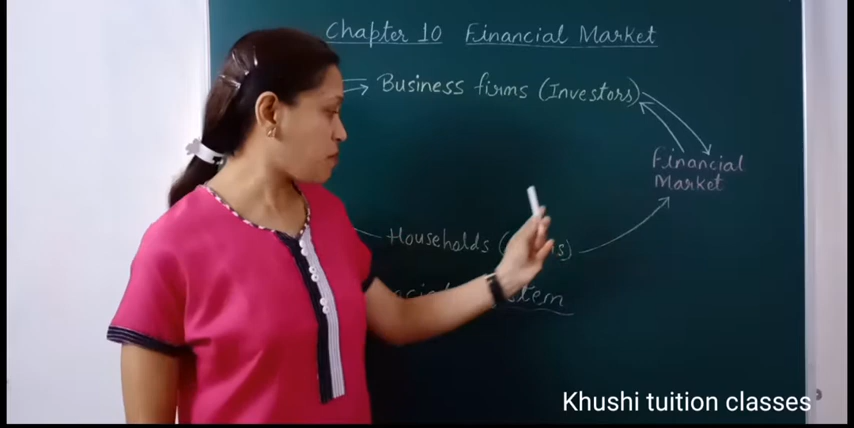 Chapter 10 Financial Market
Business firms (Investors)
Financial
Market
Households
Khushi tuition classes